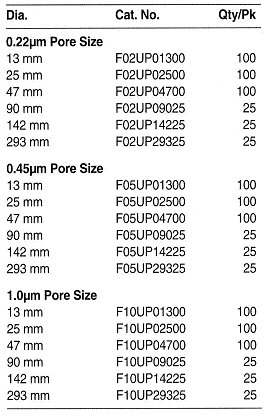 Dia. Cat. No. Qty/Pk
0.22µm Pore Size
13 mm F02UP01300 100
25 mm F02UP02500 100
47 mm F02UP04700 100
90 mm F02UP09025 25
142 mm F02UP14225 25
293 mm F02UP29325 25
0.45µm Pore Size
13 mm F05UP01300 100
25 mm F05UP02500 100
47 mm F05UP04700 100
90 mm F05UP09025 25
142 mm F05UP14225 25
293 mm F05UP29325 25
1.0µm Pore Size
13 mm F10UP01300 100
25 mm F10UP02500 100
47 mm F10UP04700 100
90 mm F10UP09025 25
142 mm F10UP14225 25
293 mm F10UP29325 25